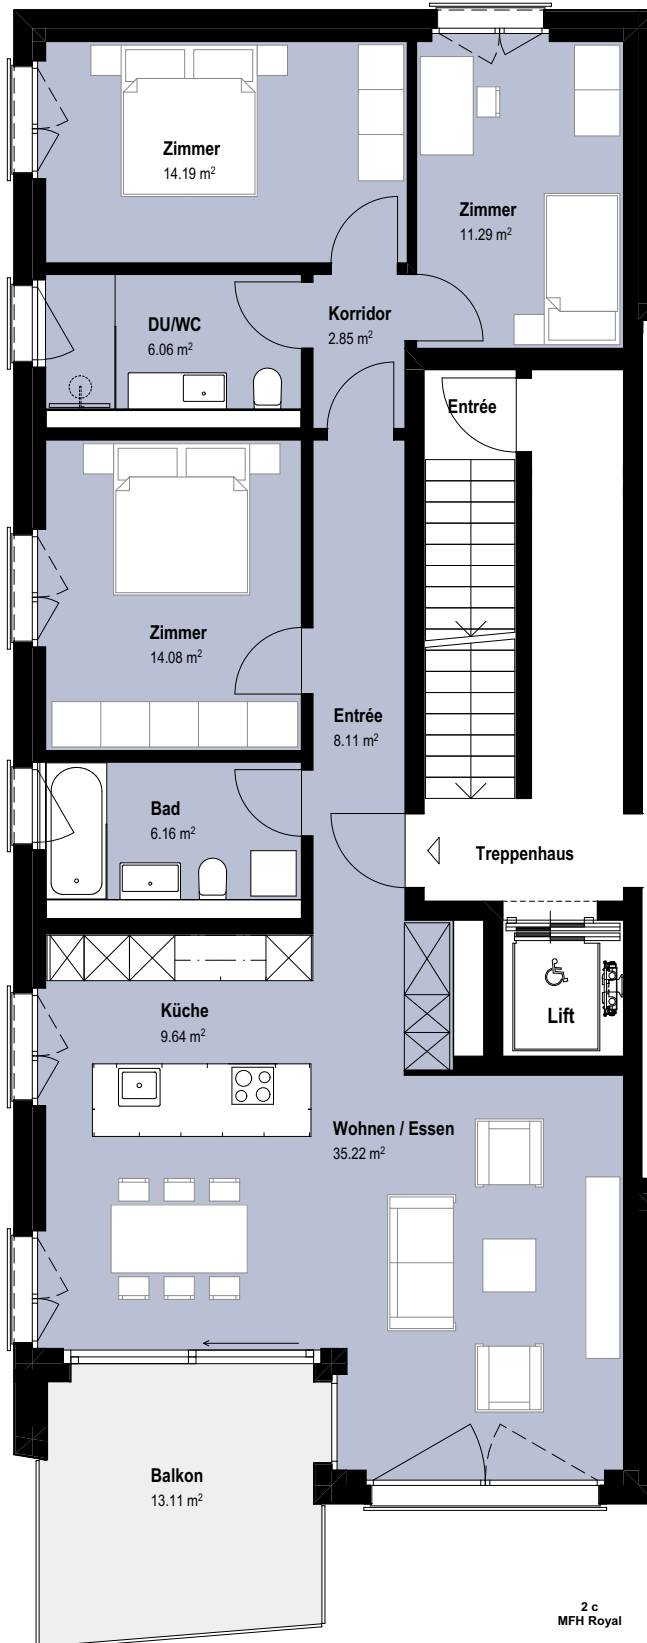 Zimmer
14.19 m²
Zimmer
11.29 m²
DU/WC
6.06 m²
Korridor
2.85 m²
Entrée
Zimmer
14.08 m²
Entrée
8.11 m²
Bad
6.16 m²
Treppenhaus
Küche
9.64 m²
Lift
Wohnen / Essen
35.22 m²
Balkon
13.11 m²
2 c
MFH Royal